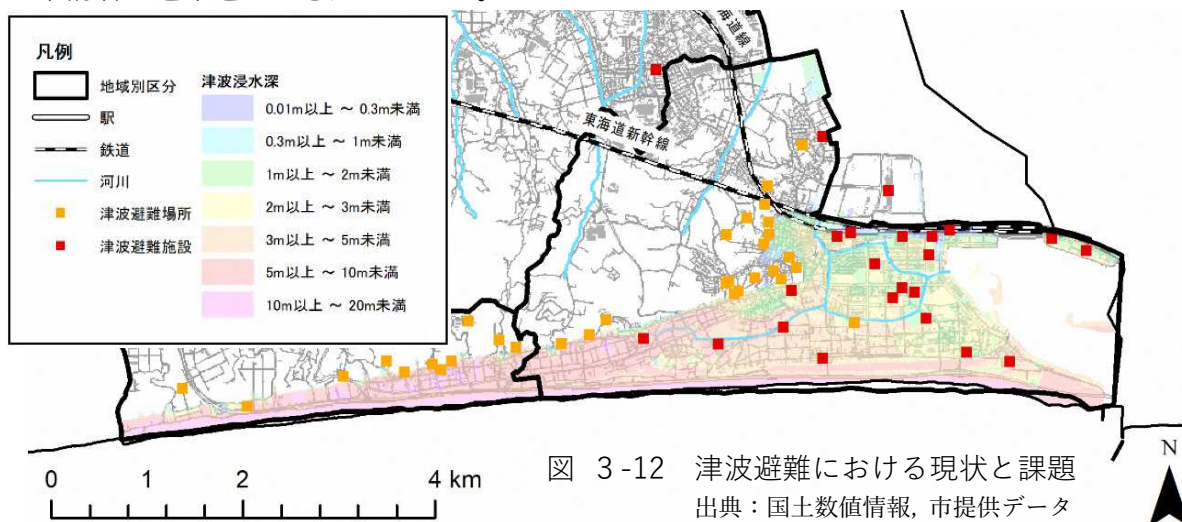 凡例
地域別区分
駅
鉄道
河川
津波避難場所
津波避難施設
津波浸水深
0.01m以上 ～ 0.3m未満
0.3m以上 ～ 1m未満
1m以上 ～ 2m未満
2m以上 ～ 3m未満
3m以上 ～ 5m未満
5m以上 ～ 10m未満
10m以上 ～ 20m未満
東海道線
東海道新幹線
0 1 2 4 km
図 3-12 津波避難における現状と課題
出典：国土数値情報, 市提供データ
N